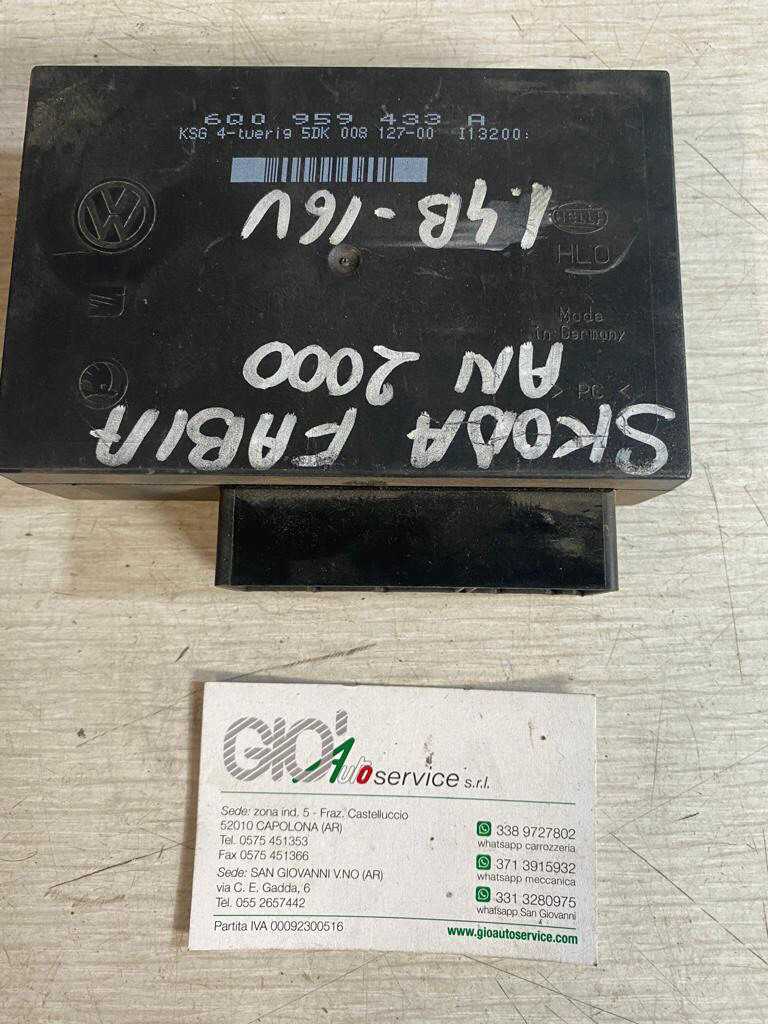 6Q0 959 433 A
KSG 4-tuerig 5DK 008 127-00 I13200:
VW
1.4B-16V
HELLA
HLO
Made
in Germany
AN 2000
> PC <
SKODA FABIA
GIO'
Autoservice s.r.l.
Sede: zona ind. 5 - Fraz. Castelluccio
52010 CAPOLONA (AR)
Tel. 0575 451353
Fax 0575 451366
Sede: SAN GIOVANNI V.NO (AR)
via C. E. Gadda, 6
Tel. 055 2657442
Partita IVA 00092300516
338 9727802
whatsapp carrozzeria
371 3915932
whatsapp meccanica
331 3280975
whatsapp San Giovanni
www.gioautoservice.com